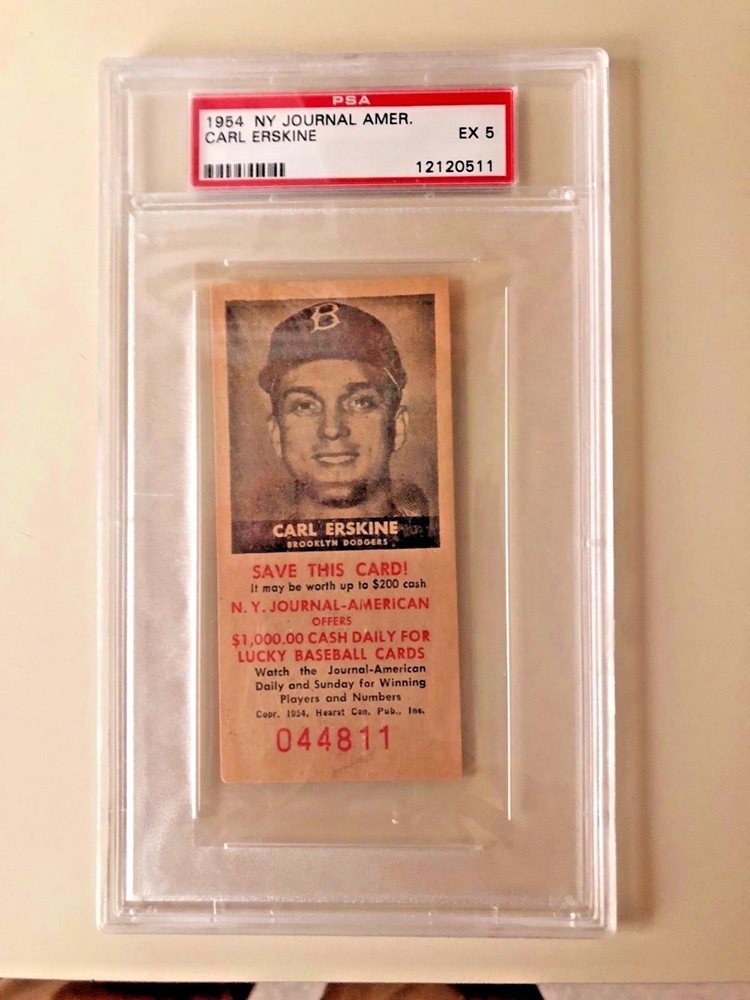 PSA
1954 NY JOURNAL AMER.
CARL ERSKINE EX 5
12120511
B
CARL ERSKINE
BROOKLYN DODGERS
SAVE THIS CARD!
It may be worth up to $200 cash
N. Y. JOURNAL-AMERICAN
OFFERS
$1,000.00 CASH DAILY FOR
LUCKY BASEBALL CARDS
Watch the Journal-American
Daily and Sunday for Winning
Players and Numbers
Copr. 1954, Hearst Con. Pub., Inc.
044811